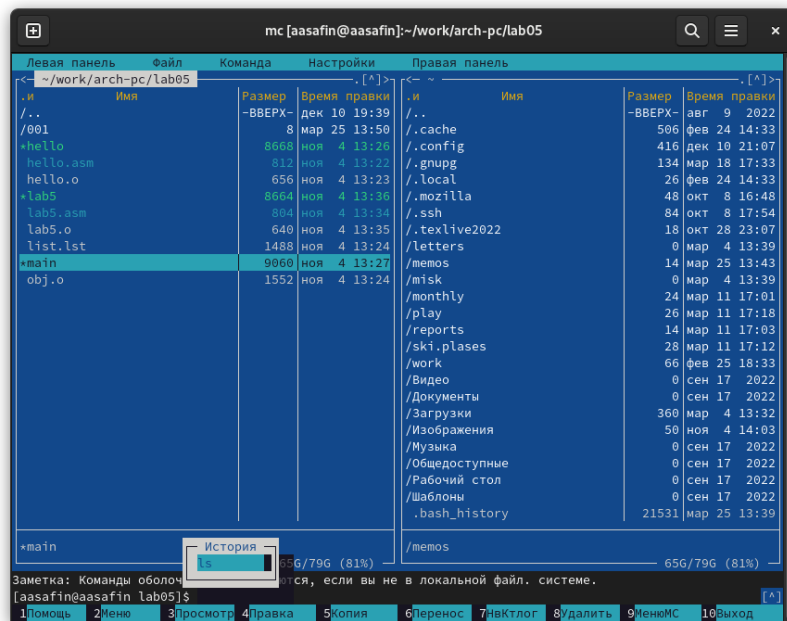 mc [aasafin@aasafin]:~/work/arch-pc/lab05
Левая панель Файл Команда Настройки Правая панель
<— ~/work/arch-pc/lab05 .[^]>
.и Имя Размер Время правки
/.. -ВВЕРХ- дек 10 19:39
/001 8 мар 25 13:50
*hello 8668 ноя 4 13:26
hello.asm 812 ноя 4 13:22
hello.o 656 ноя 4 13:23
*lab5 8664 ноя 4 13:36
lab5.asm 804 ноя 4 13:34
lab5.o 640 ноя 4 13:35
list.lst 1488 ноя 4 13:24
*main 9060 ноя 4 13:27
obj.o 1552 ноя 4 13:24
*main
65G/79G (81%)
<— ~ .[^]>
.и Имя Размер Время правки
/.. -ВВЕРХ- авг 9 2022
/.cache 506 фев 24 14:33
/.config 416 дек 10 21:07
/.gnupg 134 мар 18 17:33
/.local 26 фев 24 14:33
/.mozilla 48 окт 8 16:48
/.ssh 84 окт 8 17:54
/.texlive2022 18 окт 28 23:07
/letters 0 мар 4 13:39
/memos 14 мар 25 13:43
/misk 0 мар 4 13:39
/monthly 24 мар 11 17:01
/play 26 мар 11 17:18
/reports 14 мар 11 17:03
/ski.plases 28 мар 11 17:12
/work 66 фев 25 18:33
/Видео 0 сен 17 2022
/Документы 0 сен 17 2022
/Загрузки 360 мар 4 13:32
/Изображения 50 ноя 4 14:03
/Музыка 0 сен 17 2022
/Общедоступные 0 сен 17 2022
/Рабочий стол 0 сен 17 2022
/Шаблоны 0 сен 17 2022
.bash_history 21531 мар 25 13:39
/memos
65G/79G (81%)
История
ls
Заметка: Команды оболоч ются, если вы не в локальной файл. системе.
[aasafin@aasafin lab05]$ [^]
1Помощь 2Меню 3Просмотр 4Правка 5Копия 6Перенос 7НвКтлог 8Удалить 9МенюMC 10Выход